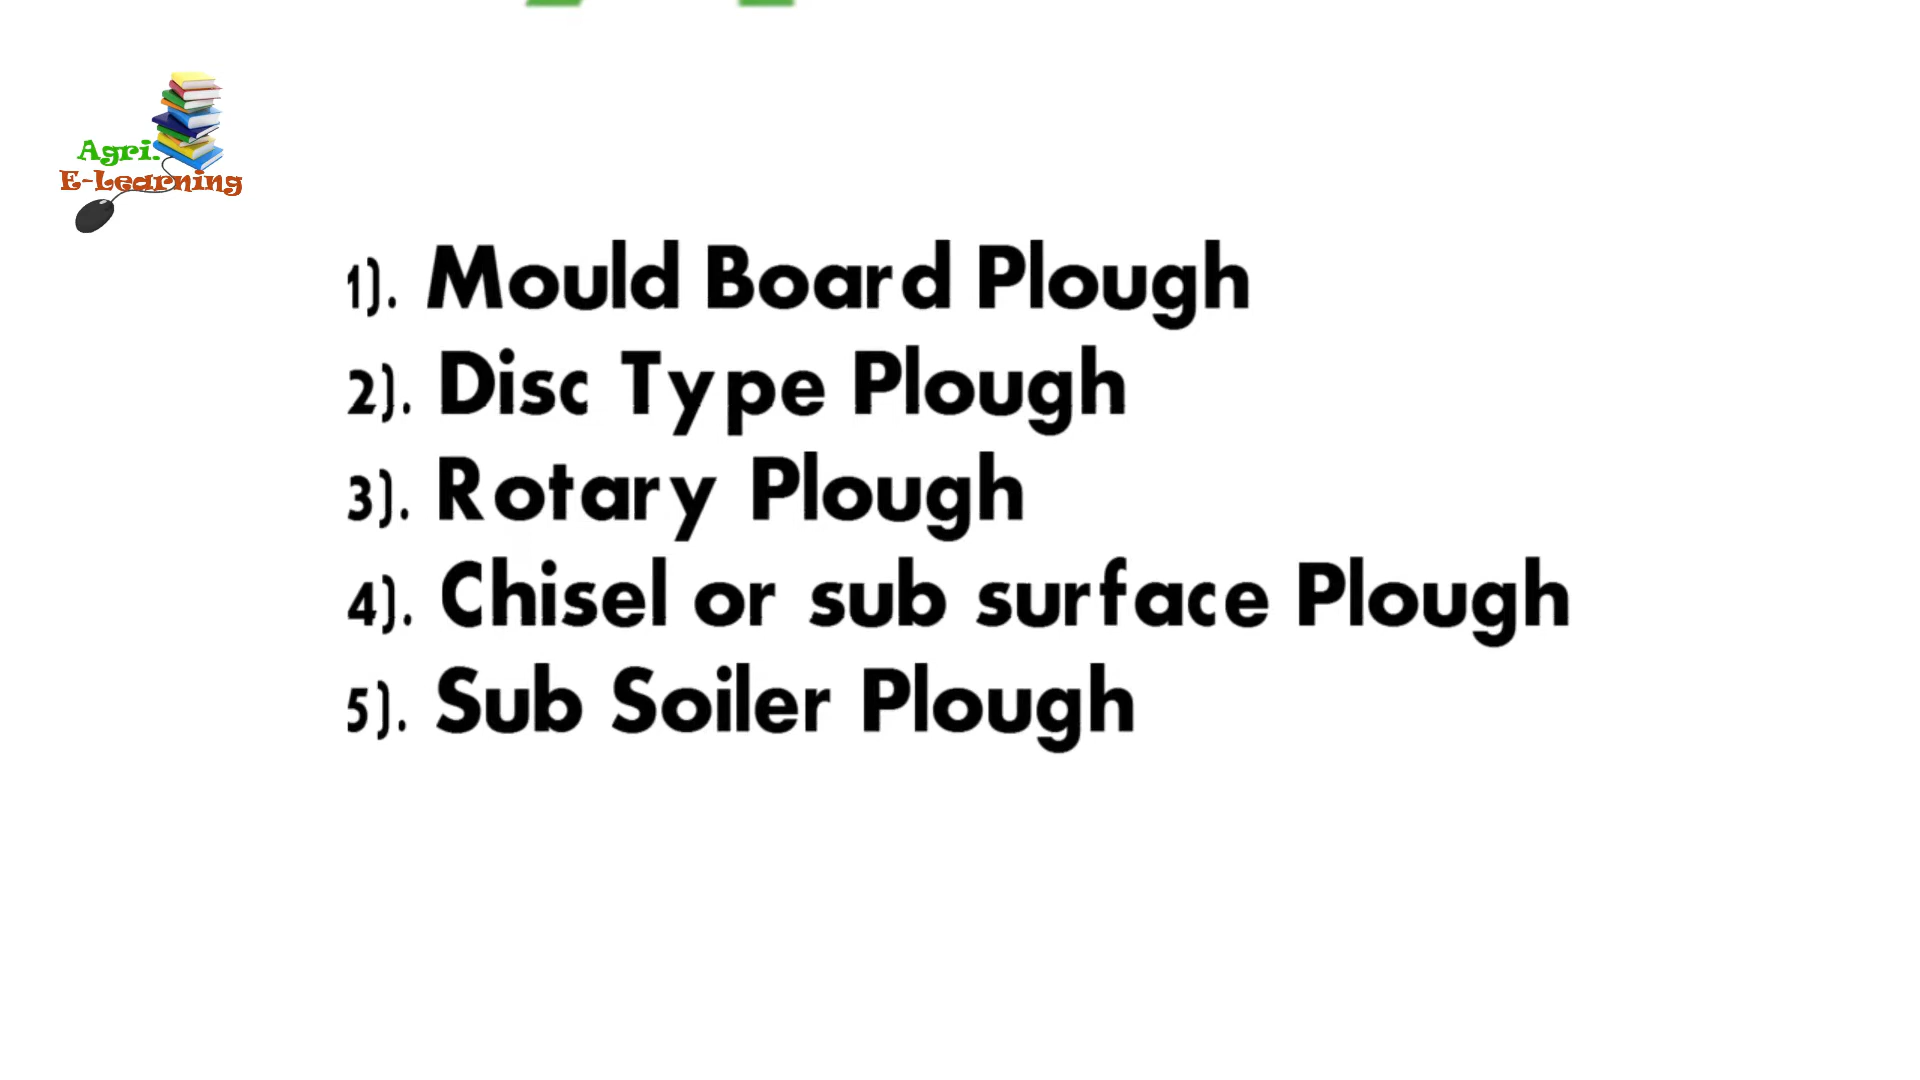 Agri.
E-Learning
1). Mould Board Plough
2). Disc Type Plough
3). Rotary Plough
4). Chisel or sub surface Plough
5). Sub Soiler Plough